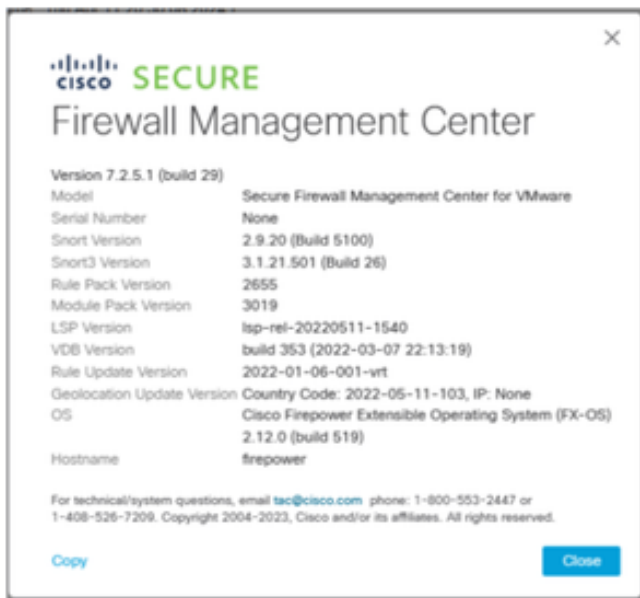 CISCO SECURE
Firewall Management Center
Version 7.2.5.1 (build 29)
Model Secure Firewall Management Center for VMware
Serial Number None
Snort Version 2.9.20 (Build 5100)
Snort3 Version 3.1.21.501 (Build 26)
Rule Pack Version 2655
Module Pack Version 3019
LSP Version lsp-rel-20220511-1540
VDB Version build 353 (2022-03-07 22:13:19)
Rule Update Version 2022-01-06-001-vrt
Geolocation Update Version Country Code: 2022-05-11-103, IP: None
OS Cisco Firepower Extensible Operating System (FX-OS)
2.12.0 (build 519)
Hostname firepower
For technical/system questions, email tac@cisco.com phone: 1-800-553-2447 or
1-408-526-7209. Copyright 2004-2023, Cisco and/or its affiliates. All rights reserved.
Copy Close